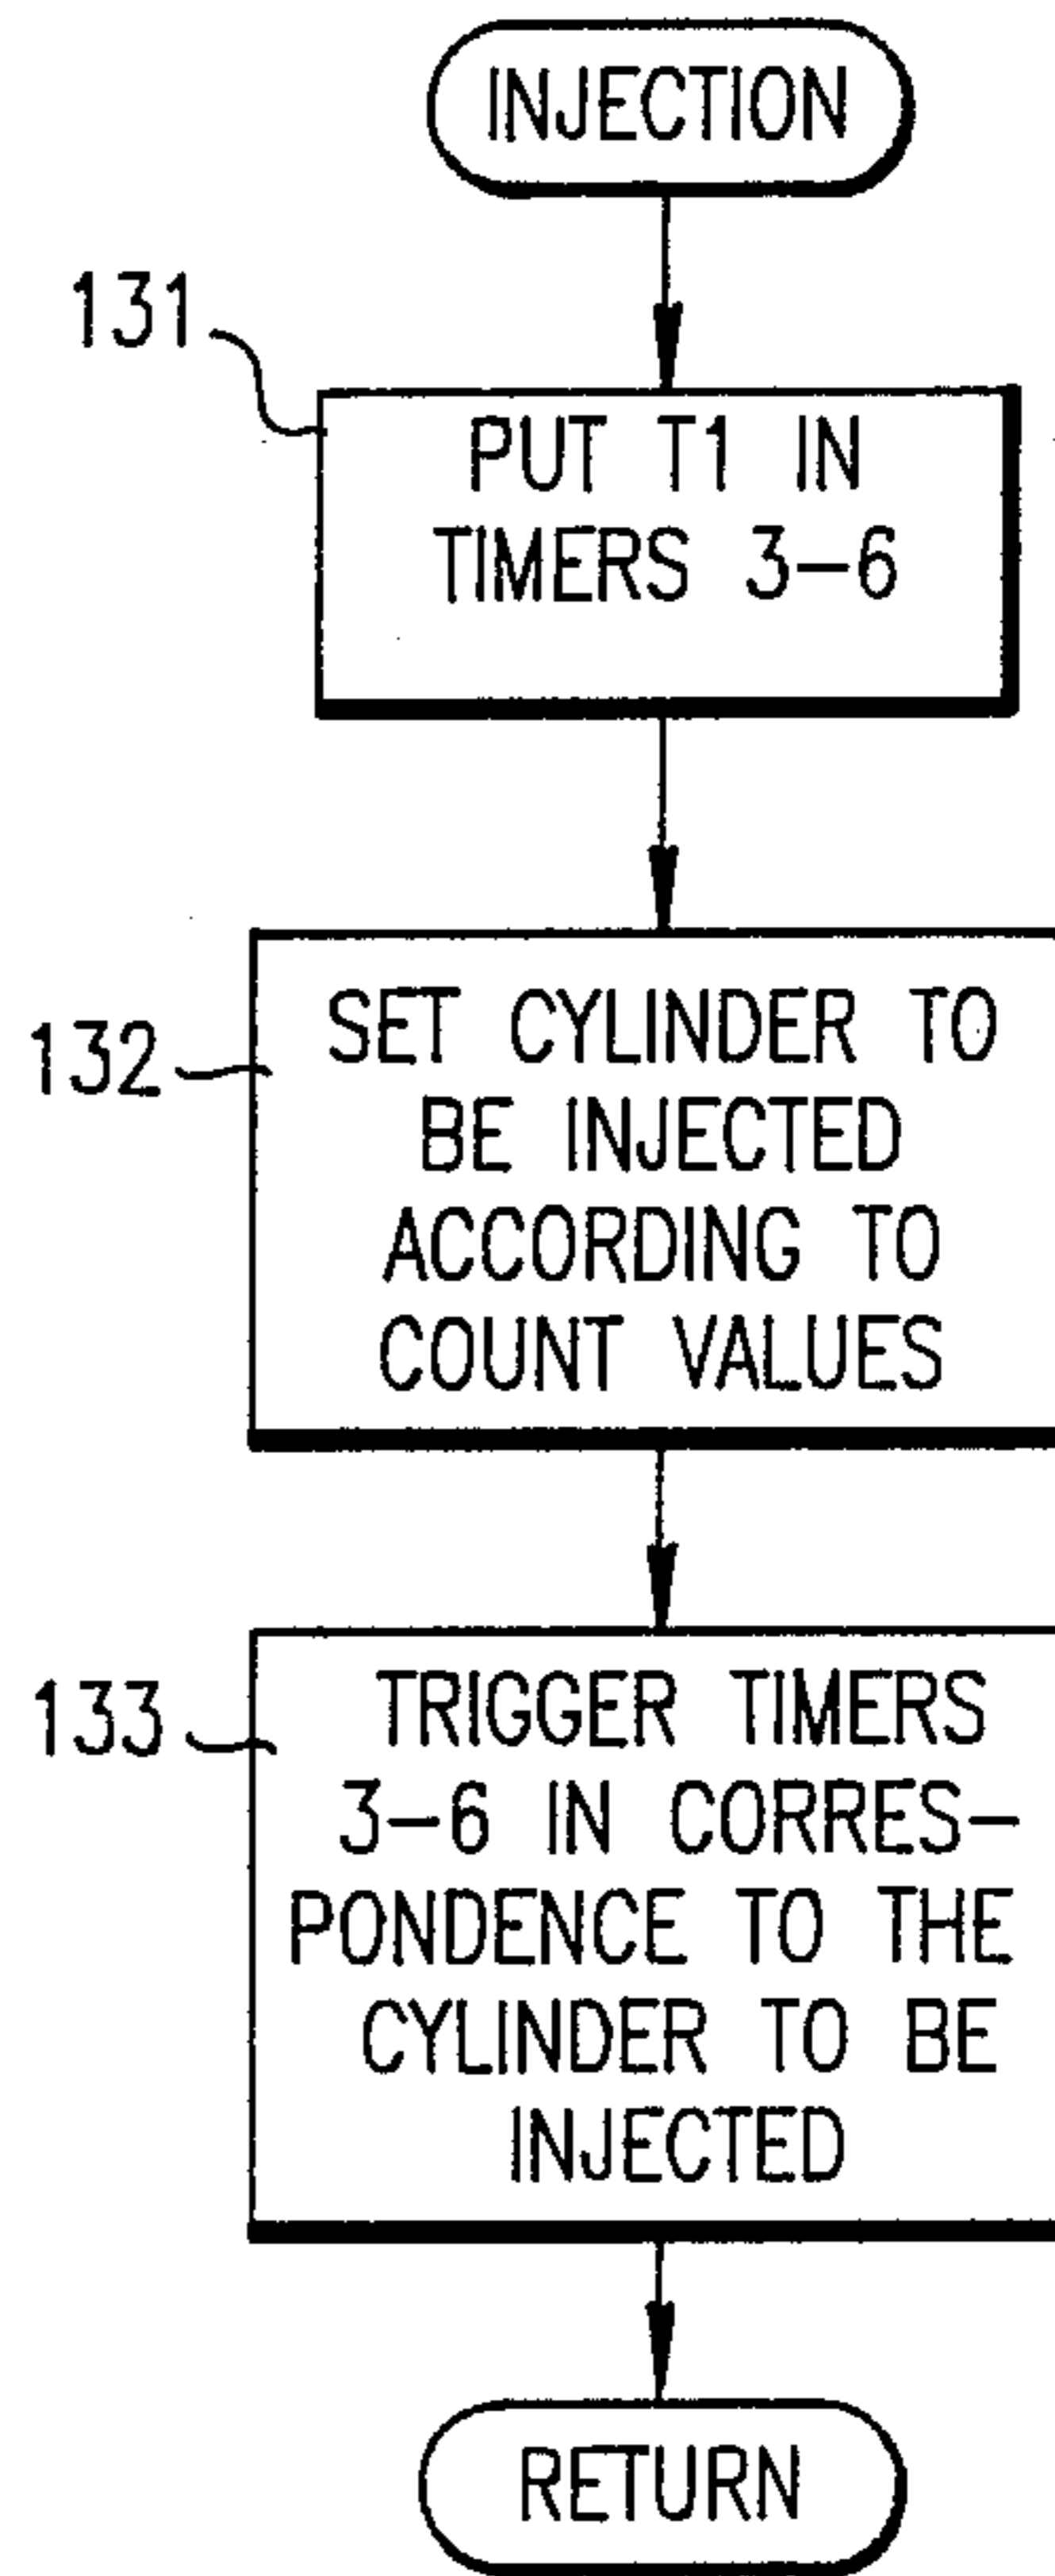 INJECTION
131
PUT T1 IN
TIMERS 3-6
132
SET CYLINDER TO
BE INJECTED
ACCORDING TO
COUNT VALUES
133
TRIGGER TIMERS
3-6 IN CORRES-
PONDENCE TO THE
CYLINDER TO BE
INJECTED
RETURN